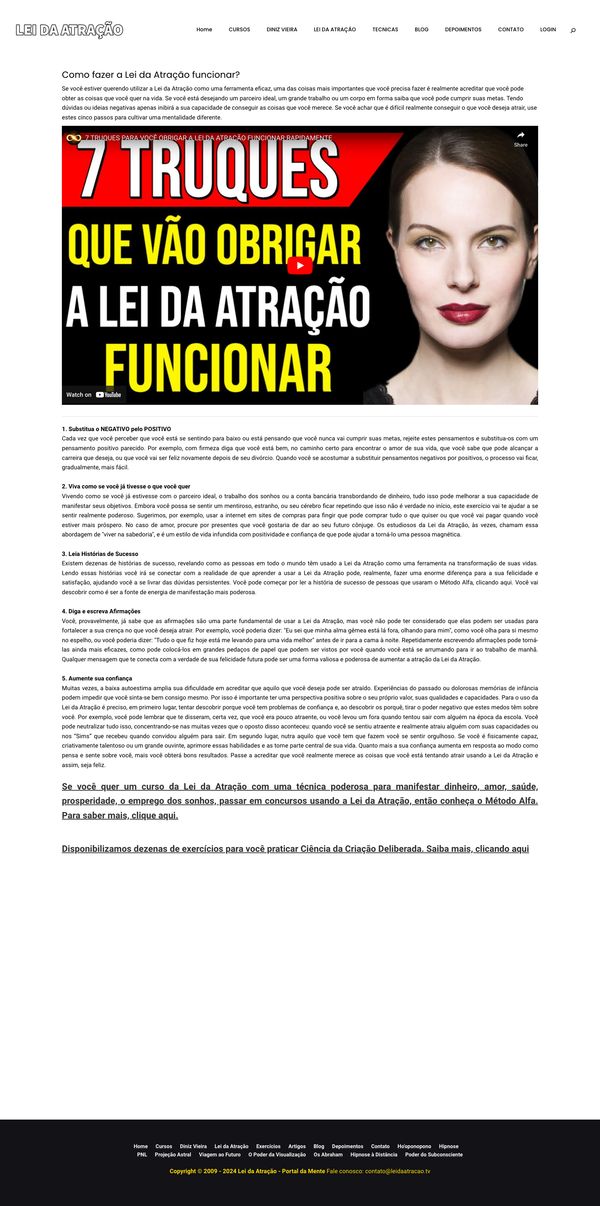 LEI DA ATRAÇÃO
Home CURSOS DINIZ VIEIRA LEI DA ATRAÇÃO TECNICAS BLOG DEPOIMENTOS CONTATO LOGIN
Como fazer a Lei da Atração funcionar?
Se você estiver querendo utilizar a Lei da Atração como uma ferramenta eficaz, uma das coisas mais importantes que você precisa fazer é realmente acreditar que você pode
obter as coisas que você quer na vida. Se você está desejando um parceiro ideal, um grande trabalho ou um corpo em forma saiba que você pode cumprir suas metas. Tendo
dúvidas ou ideias negativas apenas inibirá a sua capacidade de conseguir as coisas que você merece. Se você achar que é difícil realmente conseguir o que você deseja atrair, use
estes cinco passos para cultivar uma mentalidade diferente.
7 TRUQUES PARA VOCÊ OBRIGAR A LEI DA ATRAÇÃO FUNCIONAR RAPIDAMENTE
Share
7 TRUQUES
QUE VÃO OBRIGAR
A LEI DA ATRAÇÃO
FUNCIONAR
Watch on YouTube
1. Substitua o NEGATIVO pelo POSITIVO
Cada vez que você perceber que você está se sentindo para baixo ou está pensando que você nunca vai cumprir suas metas, rejeite estes pensamentos e substitua-os com um
pensamento positivo parecido. Por exemplo, com firmeza diga que você está bem, no caminho certo para encontrar o amor de sua vida, que você sabe que pode alcançar a
carreira que deseja, ou que você vai ser feliz novamente depois de seu divórcio. Quando você se acostumar a substituir pensamentos negativos por positivos, o processo vai ficar,
gradualmente, mais fácil.
2. Viva como se você já tivesse o que você quer
Vivendo como se você já estivesse com o parceiro ideal, o trabalho dos sonhos ou a conta bancária transbordando de dinheiro, tudo isso pode melhorar a sua capacidade de
manifestar seus objetivos. Embora você possa se sentir um mentiroso, estranho, ou seu cérebro ficar repetindo que isso não é verdade no início, este exercício vai te ajudar a se
sentir realmente poderoso. Sugerimos, por exemplo, usar a internet em sites de compras para fingir que pode comprar tudo o que quiser ou que você vai pagar quando você
estiver mais próspero. No caso de amor, procure por presentes que você gostaria de dar ao seu futuro cônjuge. Os estudiosos da Lei da Atração, às vezes, chamam essa
abordagem de "viver na sabedoria", e é um estilo de vida infundida com positividade e confiança de que pode ajudar a torná-lo uma pessoa magnética.
3. Leia Histórias de Sucesso
Existem dezenas de histórias de sucesso, revelando como as pessoas em todo o mundo têm usado a Lei da Atração como uma ferramenta na transformação de suas vidas.
Lendo essas histórias você irá se conectar com a realidade de que aprender a usar a Lei da Atração pode, realmente, fazer uma enorme diferença para a sua felicidade e
satisfação, ajudando você a se livrar das dúvidas persistentes. Você pode começar por ler a história de sucesso de pessoas que usaram o Método Alfa, clicando aqui. Você vai
descobrir como é ser a fonte de energia de manifestação mais poderosa.
4. Diga e escreva Afirmações
Você, provavelmente, já sabe que as afirmações são uma parte fundamental de usar a Lei da Atração, mas você não pode ter considerado que elas podem ser usadas para
fortalecer a sua crença no que você deseja atrair. Por exemplo, você poderia dizer: "Eu sei que minha alma gêmea está lá fora, olhando para mim", como você olha para si mesmo
no espelho, ou você poderia dizer: "Tudo o que fiz hoje está me levando para uma vida melhor" antes de ir para a cama à noite. Repetidamente escrevendo afirmações pode torná-
las ainda mais eficazes, como pode colocá-los em grandes pedaços de papel que podem ser vistos por você quando você está se arrumando para ir ao trabalho de manhã.
Qualquer mensagem que te conecta com a verdade de sua felicidade futura pode ser uma forma valiosa e poderosa de aumentar a atração da Lei da Atração.
5. Aumente sua confiança
Muitas vezes, a baixa autoestima amplia sua dificuldade em acreditar que aquilo que você deseja pode ser atraído. Experiências do passado ou dolorosas memórias de infância
podem impedir que você sinta-se bem consigo mesmo. Por isso é importante ter uma perspectiva positiva sobre o seu próprio valor, suas qualidades e capacidades. Para o uso da
Lei da Atração é preciso, em primeiro lugar, tentar descobrir porque você tem problemas de confiança e, ao descobrir os porquê, tirar o poder negativo que estes medos têm sobre
você. Por exemplo, você pode lembrar que te disseram, certa vez, que você era pouco atraente, ou você levou um fora quando tentou sair com alguém na época da escola. Você
pode neutralizar tudo isso, concentrando-se nas muitas vezes que o oposto disso aconteceu: quando você se sentiu atraente e realmente atraiu alguém com suas capacidades ou
nos "Sims" que recebeu quando convidou alguém para sair. Em segundo lugar, nutra aquilo que você tem que fazem você se sentir orgulhoso. Se você é fisicamente capaz,
criativamente talentoso ou um grande ouvinte, aprimore essas habilidades e as torne parte central de sua vida. Quanto mais a sua confiança aumenta em resposta ao modo como
pensa e sente sobre você, mais você obterá bons resultados. Passe a acreditar que você realmente merece as coisas que você está tentando atrair usando a Lei da Atração e
assim, seja feliz.
Se você quer um curso da Lei da Atração com uma técnica poderosa para manifestar dinheiro, amor, saúde,
prosperidade, o emprego dos sonhos, passar em concursos usando a Lei da Atração, então conheça o Método Alfa.
Para saber mais, clique aqui.
Disponibilizamos dezenas de exercícios para você praticar Ciência da Criação Deliberada. Saiba mais, clicando aqui
Home Cursos Diniz Vieira Lei da Atração Exercícios Artigos Blog Depoimentos Contato Ho'oponopono Hipnose
PNL Projeção Astral Viagem ao Futuro O Poder da Visualização Os Abraham Hipnose à Distância Poder do Subconsciente
Copyright © 2009 - 2024 Lei da Atração - Portal da Mente Fale conosco: contato@leidaatracao.tv